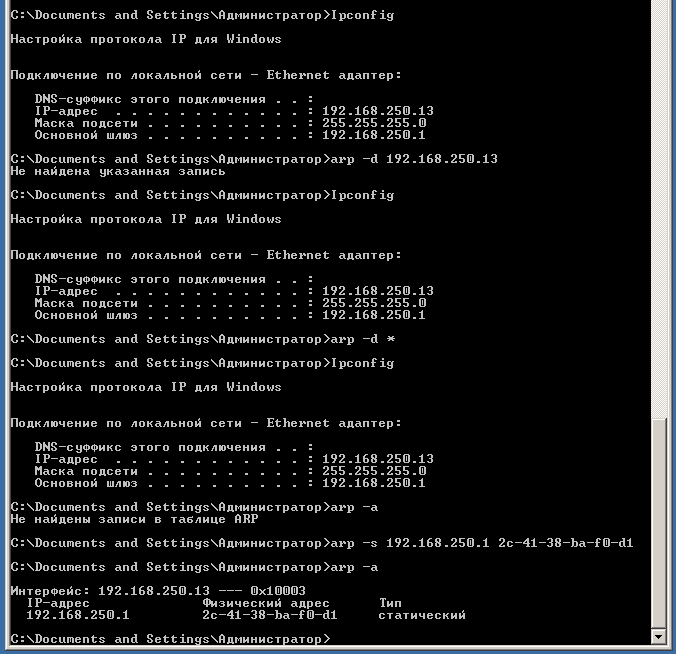 C:\Documents and Settings\Администратор>Ipconfig
Настройка протокола IP для Windows
Подключение по локальной сети - Ethernet адаптер:
DNS-суффикс этого подключения . . :
IP-адрес  . . . . . . . . . . . . : 192.168.250.13
Маска подсети . . . . . . . . . . : 255.255.255.0
Основной шлюз . . . . . . . . . . : 192.168.250.1
C:\Documents and Settings\Администратор>arp -d 192.168.250.13
Не найдена указанная запись
C:\Documents and Settings\Администратор>Ipconfig
Настройка протокола IP для Windows
Подключение по локальной сети - Ethernet адаптер:
DNS-суффикс этого подключения . . :
IP-адрес  . . . . . . . . . . . . : 192.168.250.13
Маска подсети . . . . . . . . . . : 255.255.255.0
Основной шлюз . . . . . . . . . . : 192.168.250.1
C:\Documents and Settings\Администратор>arp -d *
C:\Documents and Settings\Администратор>Ipconfig
Настройка протокола IP для Windows
Подключение по локальной сети - Ethernet адаптер:
DNS-суффикс этого подключения . . :
IP-адрес  . . . . . . . . . . . . : 192.168.250.13
Маска подсети . . . . . . . . . . : 255.255.255.0
Основной шлюз . . . . . . . . . . : 192.168.250.1
C:\Documents and Settings\Администратор>arp -a
Не найдены записи в таблице ARP
C:\Documents and Settings\Администратор>arp -s 192.168.250.1 2c-41-38-ba-f0-d1
C:\Documents and Settings\Администратор>arp -a
Интерфейс: 192.168.250.13 --- 0x10003
IP-адрес Физический адрес Тип
192.168.250.1 2c-41-38-ba-f0-d1 статический
C:\Documents and Settings\Администратор>